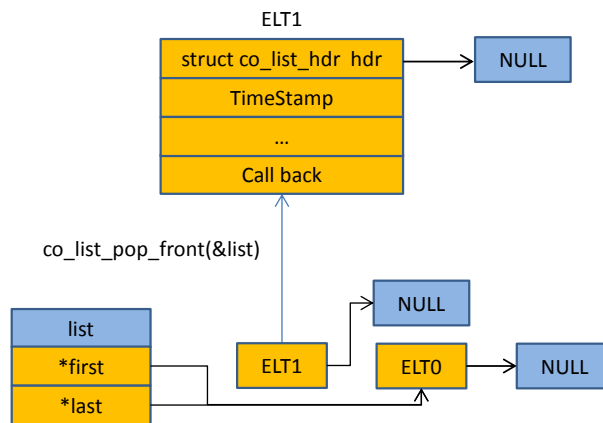 ELT1
struct co_list_hdr hdr
NULL
TimeStamp
...
Call back
co_list_pop_front(&list)
NULL
list
*first
ELT1
ELT0
NULL
*last